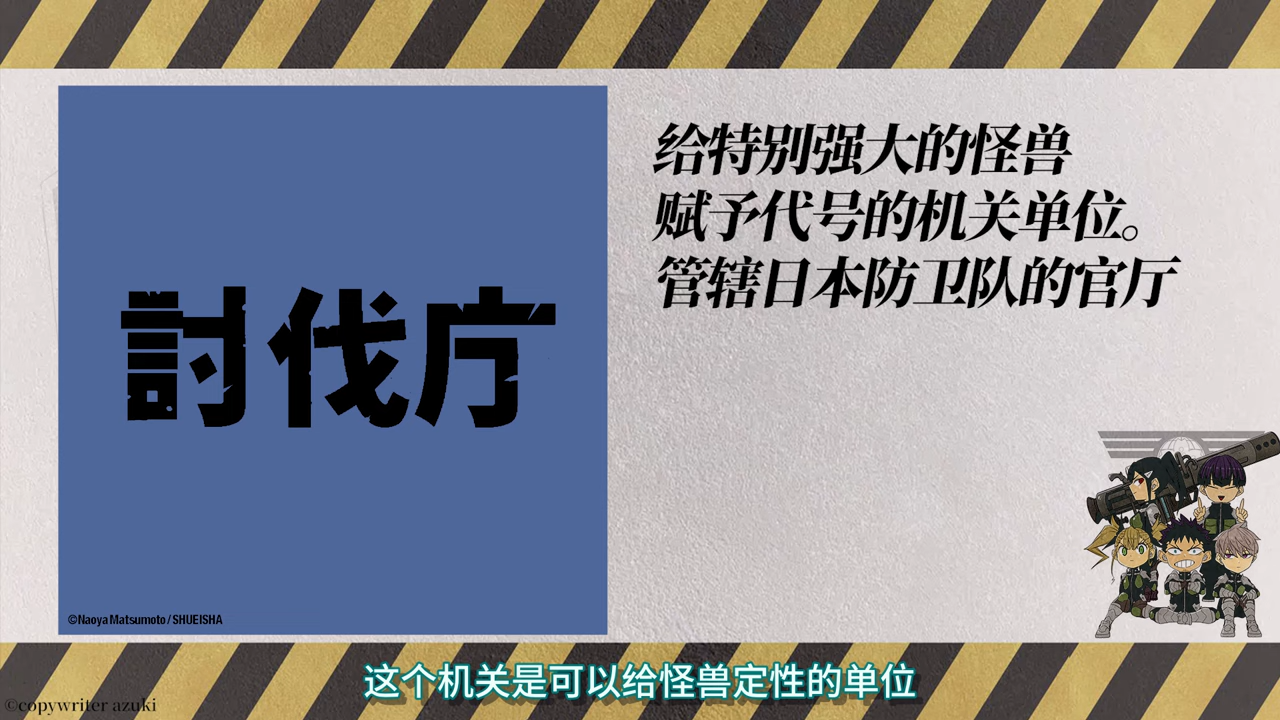 给特别强大的怪兽
赋予代号的机关单位。
管辖日本防卫队的官厅
討伐庁
©Naoya Matsumoto / SHUEISHA
这个机关是可以给怪兽定性的单位
©copywriter azuki